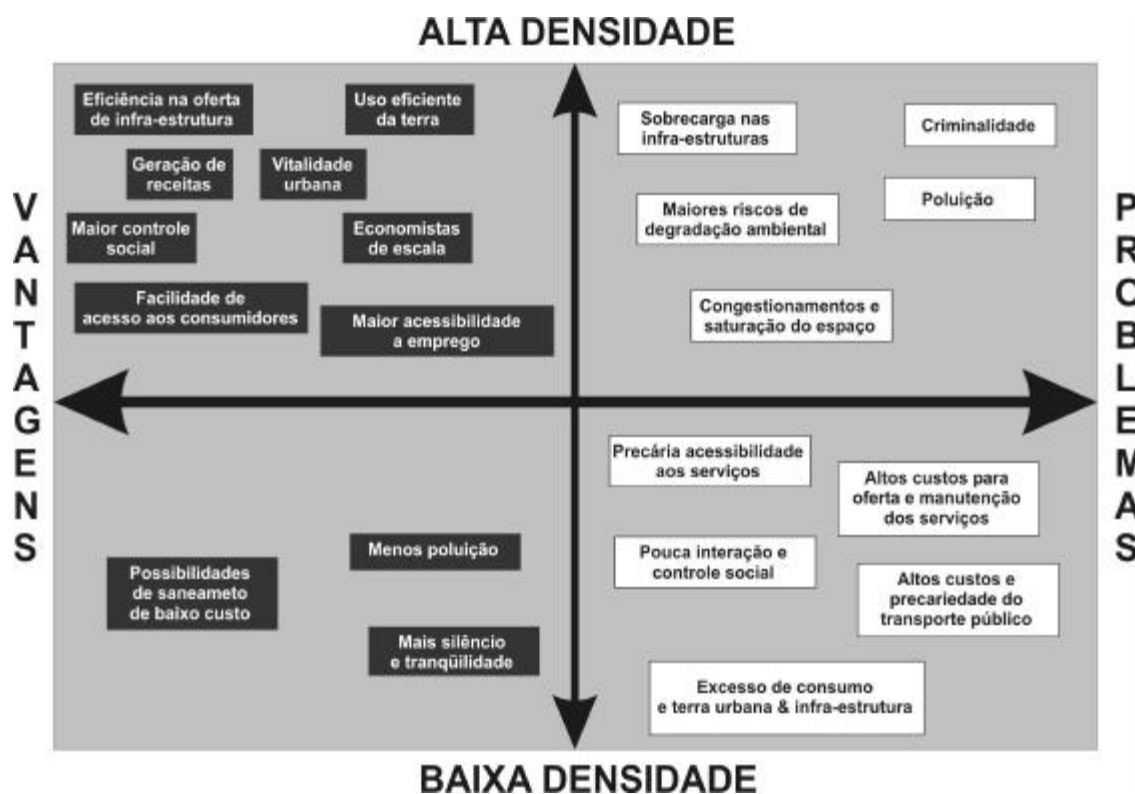 ALTA DENSIDADE
VANTAGENS
Eficiência na oferta
de infra-estrutura
Uso eficiente
da terra
Geração de
receitas
Vitalidade
urbana
Maior controle
social
Economistas
de escala
Facilidade de
acesso aos consumidores
Maior acessibilidade
a emprego
Sobrecarga nas
infra-estruturas
Criminalidade
Maiores riscos de
degradação ambiental
Poluição
Congestionamentos e
saturação do espaço
PROBLEMAS
Possibilidades
de saneameto
de baixo custo
Menos poluição
Mais silêncio
e tranqüilidade
Precária acessibilidade
aos serviços
Altos custos para
oferta e manutenção
dos serviços
Pouca interação e
controle social
Altos custos e
precariedade do
transporte público
Excesso de consumo
e terra urbana & infra-estrutura
BAIXA DENSIDADE